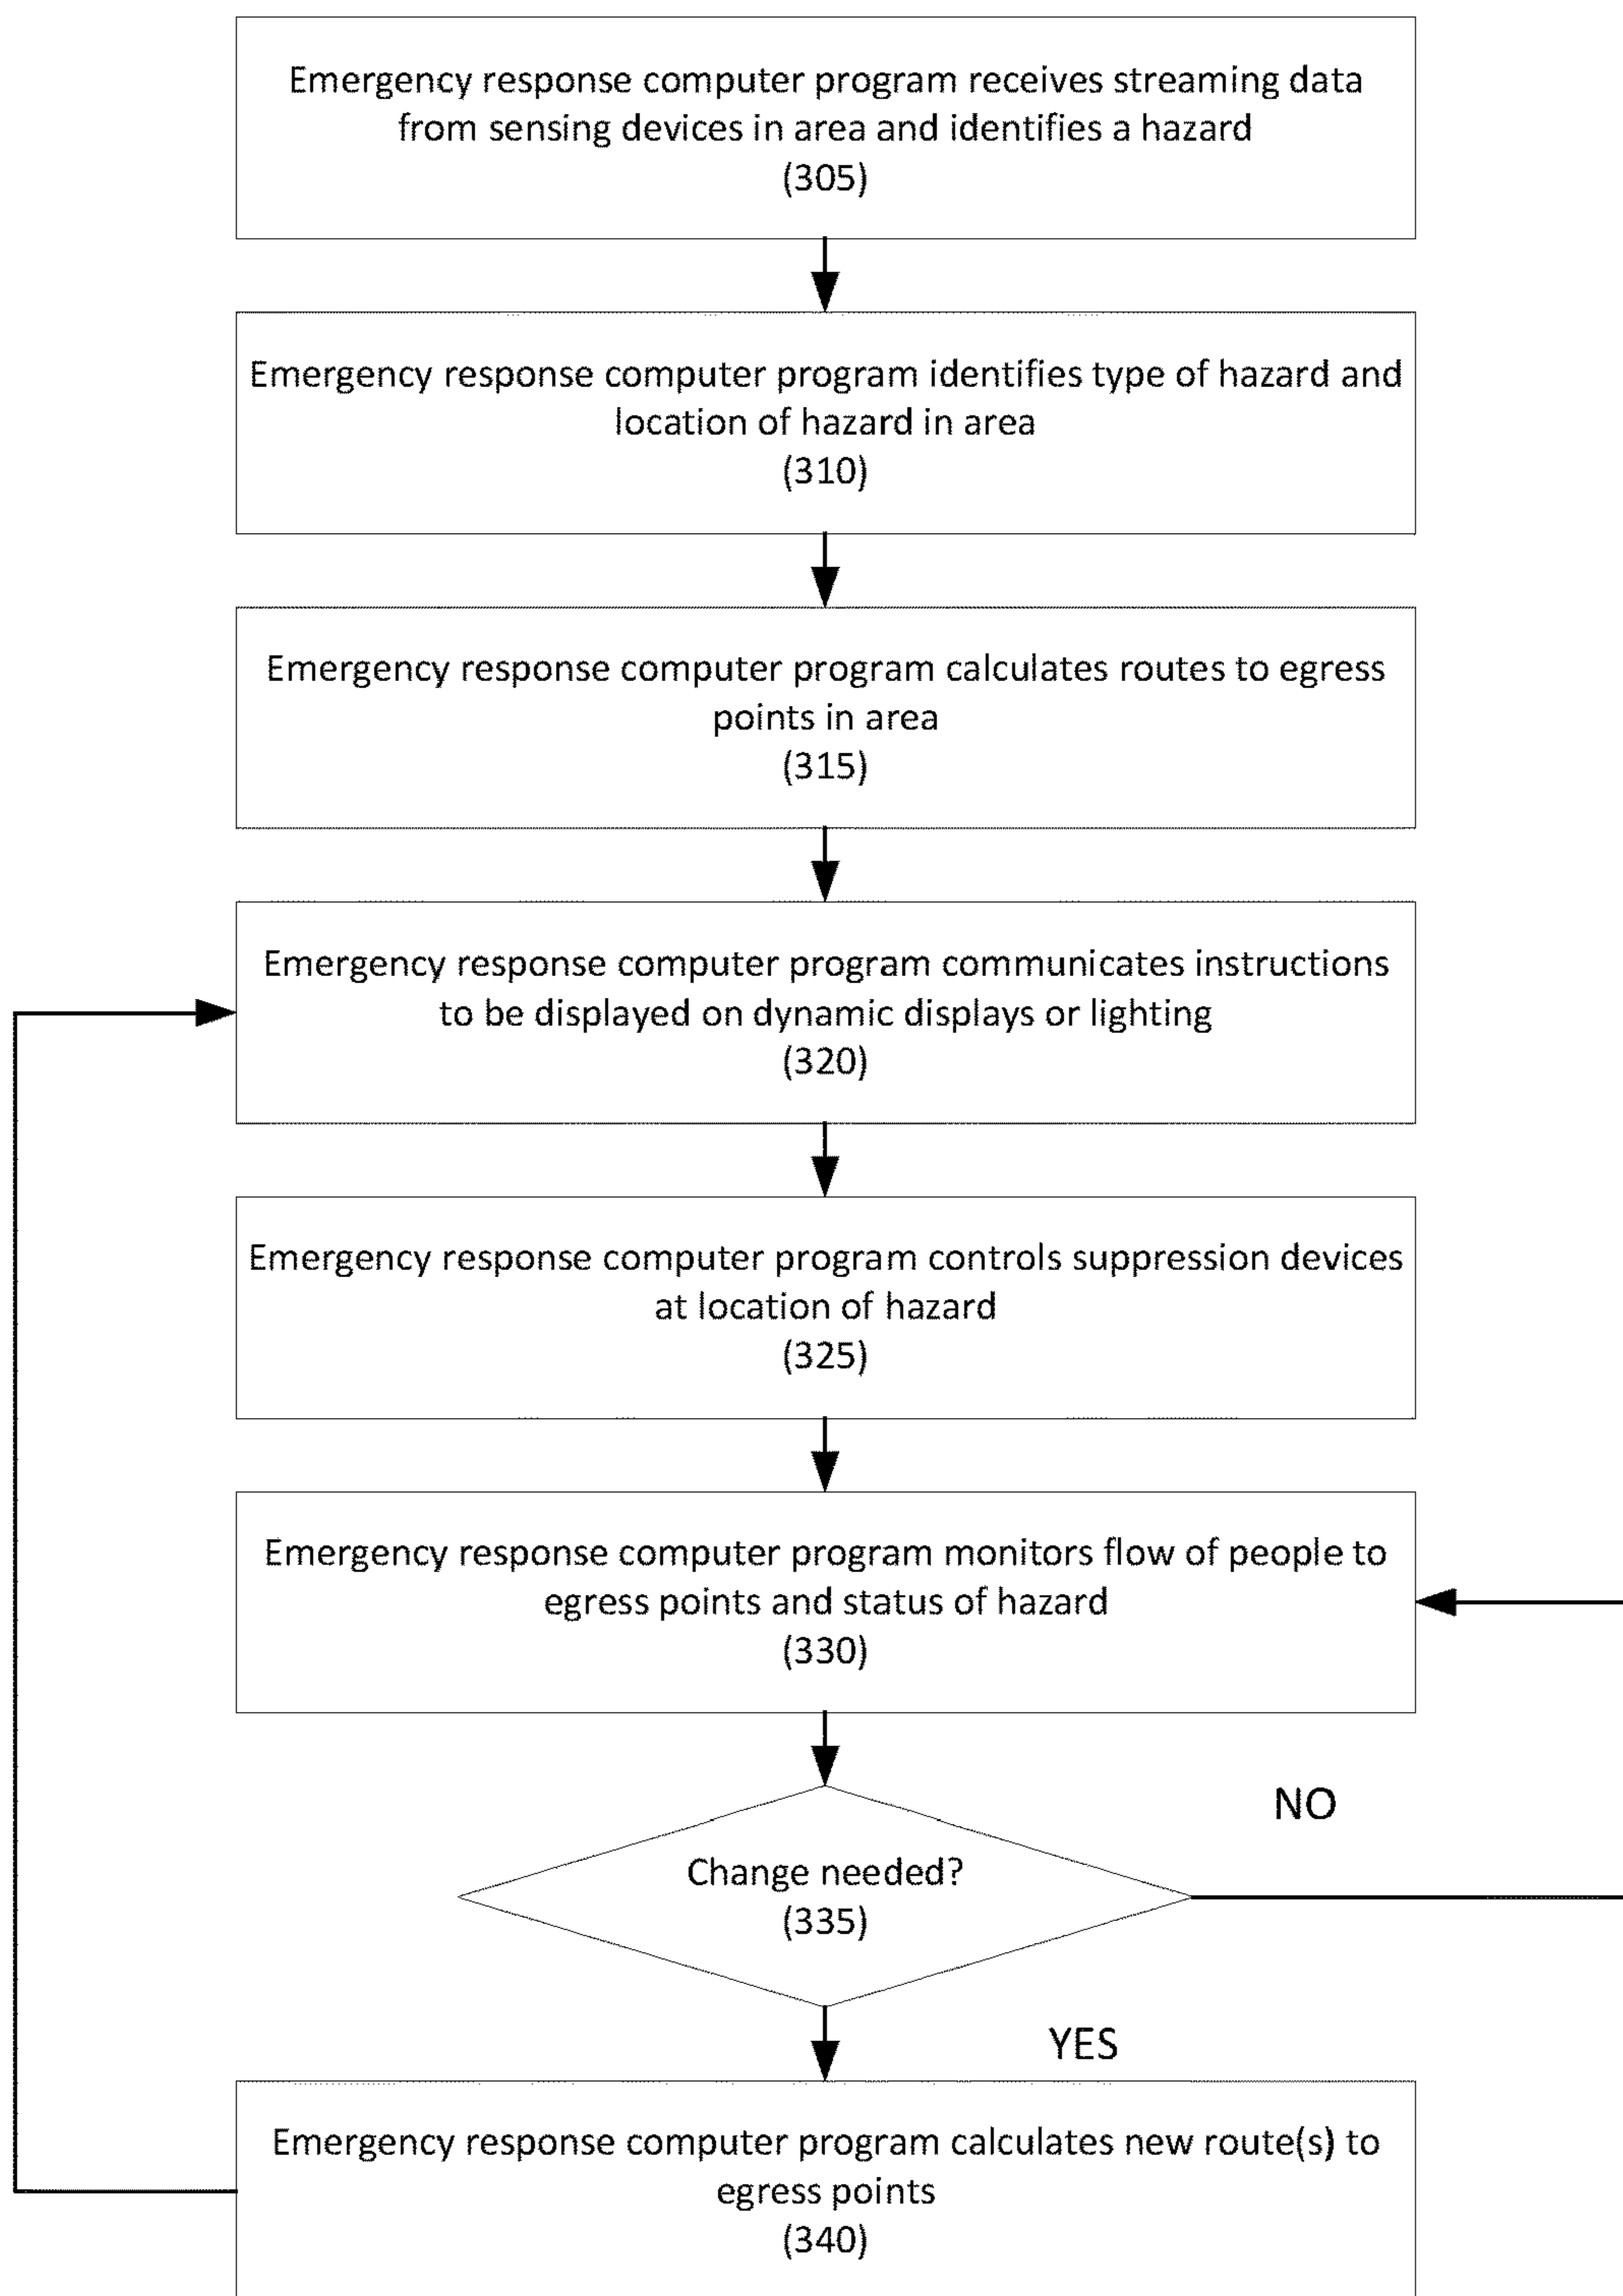 Emergency response computer program receives streaming data
from sensing devices in area and identifies a hazard
(305)
Emergency response computer program identifies type of hazard and
location of hazard in area
(310)
Emergency response computer program calculates routes to egress
points in area
(315)
Emergency response computer program communicates instructions
to be displayed on dynamic displays or lighting
(320)
Emergency response computer program controls suppression devices
at location of hazard
(325)
Emergency response computer program monitors flow of people to
egress points and status of hazard
(330)
NO
Change needed?
(335)
YES
Emergency response computer program calculates new route(s) to
egress points
(340)